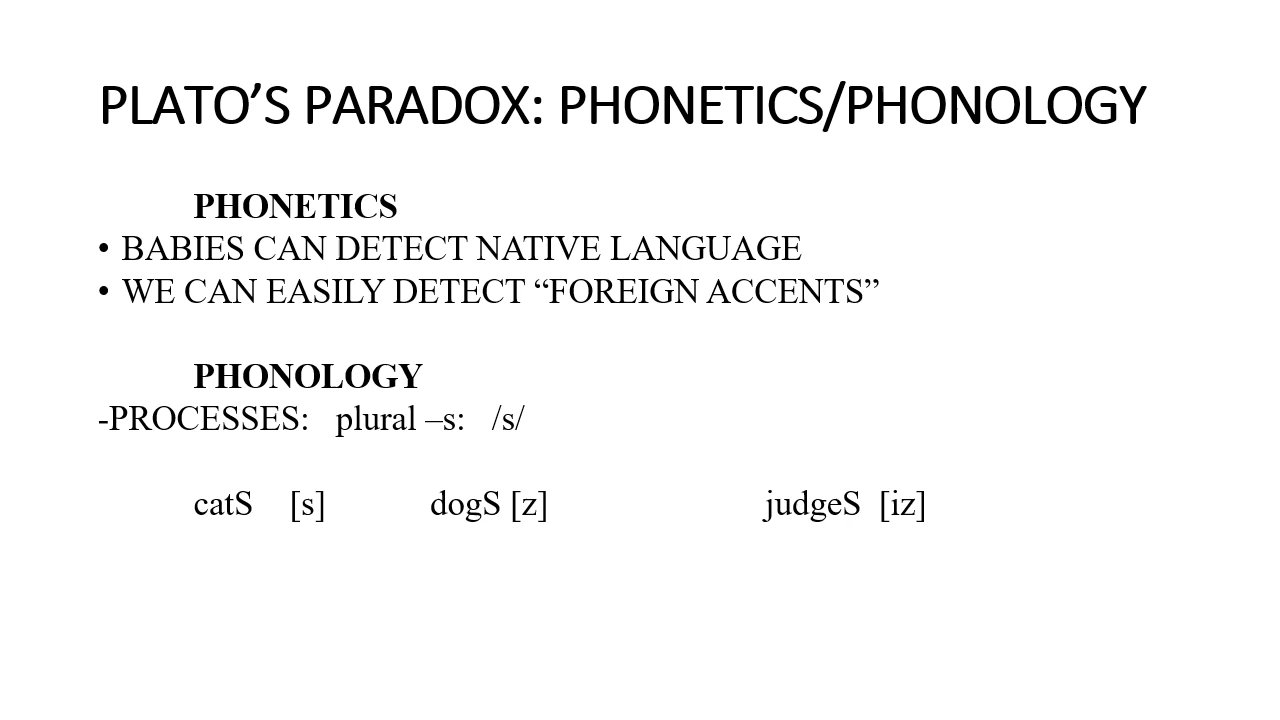 PLATO’S PARADOX: PHONETICS/PHONOLOGY
PHONETICS
• BABIES CAN DETECT NATIVE LANGUAGE
• WE CAN EASILY DETECT “FOREIGN ACCENTS”
PHONOLOGY
-PROCESSES: plural –s: /s/
catS [s] dogS [z] judgeS [iz]